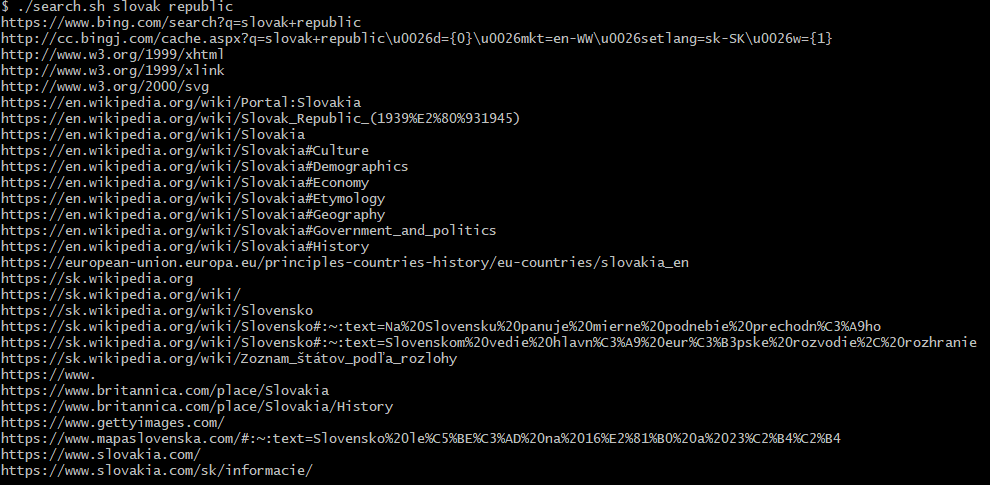 $ ./search.sh slovak republic
https://www.bing.com/search?q=slovak+republic
http://cc.bingj.com/cache.aspx?q=slovak+republic\u0026d={0}\u0026mkt=en-WW\u0026setlang=sk-SK\u0026w={1}
http://www.w3.org/1999/xhtml
http://www.w3.org/1999/xlink
http://www.w3.org/2000/svg
https://en.wikipedia.org/wiki/Portal:Slovakia
https://en.wikipedia.org/wiki/Slovak_Republic_(1939%E2%80%931945)
https://en.wikipedia.org/wiki/Slovakia
https://en.wikipedia.org/wiki/Slovakia#Culture
https://en.wikipedia.org/wiki/Slovakia#Demographics
https://en.wikipedia.org/wiki/Slovakia#Economy
https://en.wikipedia.org/wiki/Slovakia#Etymology
https://en.wikipedia.org/wiki/Slovakia#Geography
https://en.wikipedia.org/wiki/Slovakia#Government_and_politics
https://en.wikipedia.org/wiki/Slovakia#History
https://european-union.europa.eu/principles-countries-history/eu-countries/slovakia_en
https://sk.wikipedia.org
https://sk.wikipedia.org/wiki/
https://sk.wikipedia.org/wiki/Slovensko
https://sk.wikipedia.org/wiki/Slovensko#:~:text=Na%20Slovensku%20panuje%20mierne%20podnebie%20prechodn%C3%A9ho
https://sk.wikipedia.org/wiki/Slovensko#:~:text=Slovenskom%20vedie%20hlavn%C3%A9%20eur%C3%B3pske%20rozvodie%2C%20rozhranie
https://sk.wikipedia.org/wiki/Zoznam_štátov_podľa_rozlohy
https://www.
https://www.britannica.com/place/Slovakia
https://www.britannica.com/place/Slovakia/History
https://www.gettyimages.com/
https://www.mapaslovenska.com/#:~:text=Slovensko%20le%C5%BE%C3%AD%20na%2016%E2%81%B0%20a%2023%C2%B4%C2%B4
https://www.slovakia.com/
https://www.slovakia.com/sk/informacie/